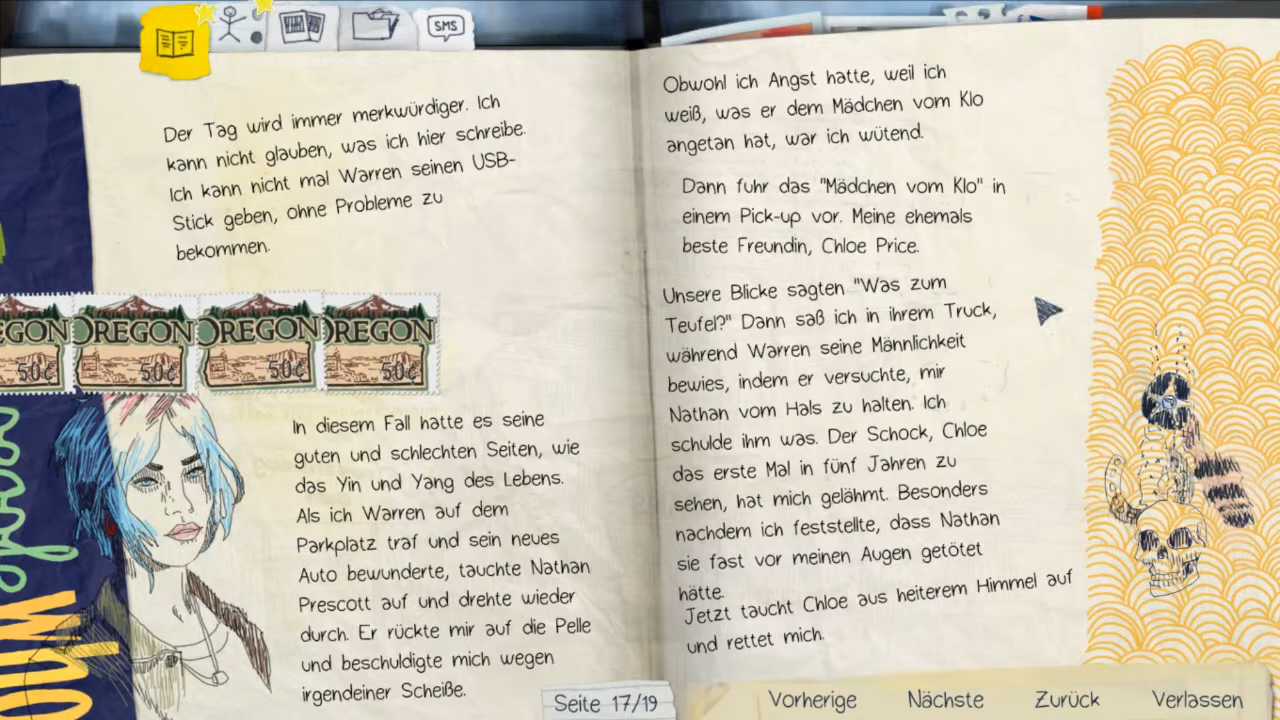 SMS
Der Tag wird immer merkwürdiger. Ich
kann nicht glauben, was ich hier schreibe.
Ich kann nicht mal Warren seinen USB-
Stick geben, ohne Probleme zu
bekommen.
EGON OREGON OREGON OREGON
50¢ 50¢ 50¢ 50¢
In diesem Fall hatte es seine
guten und schlechten Seiten, wie
das Yin und Yang des Lebens.
Als ich Warren auf dem
Parkplatz traf und sein neues
Auto bewunderte, tauchte Nathan
Prescott auf und drehte wieder
durch. Er rückte mir auf die Pelle
und beschuldigte mich wegen
irgendeiner Scheiße.
Obwohl ich Angst hatte, weil ich
weiß, was er dem Mädchen vom Klo
angetan hat, war ich wütend.
Dann fuhr das "Mädchen vom Klo" in
einem Pick-up vor. Meine ehemals
beste Freundin, Chloe Price.
Unsere Blicke sagten "Was zum
Teufel?" Dann saß ich in ihrem Truck,
während Warren seine Männlichkeit
bewies, indem er versuchte, mir
Nathan vom Hals zu halten. Ich
schulde ihm was. Der Schock, Chloe
das erste Mal in fünf Jahren zu
sehen, hat mich gelähmt. Besonders
nachdem ich feststellte, dass Nathan
sie fast vor meinen Augen getötet
hätte.
Jetzt taucht Chloe aus heiterem Himmel auf
und rettet mich.
Seite 17/19
Vorherige Nächste Zurück Verlassen